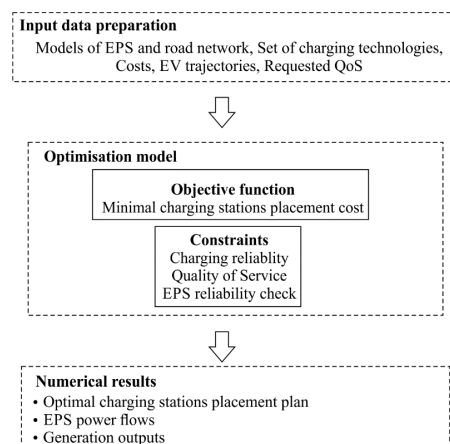 Input data preparation
Models of EPS and road network, Set of charging technologies,
Costs, EV trajectories, Requested QoS
Optimisation model
Objective function
Minimal charging stations placement cost
Constraints
Charging reliablity
Quality of Service
EPS reliability check
Numerical results
• Optimal charging stations placement plan
• EPS power flows
• Generation outputs